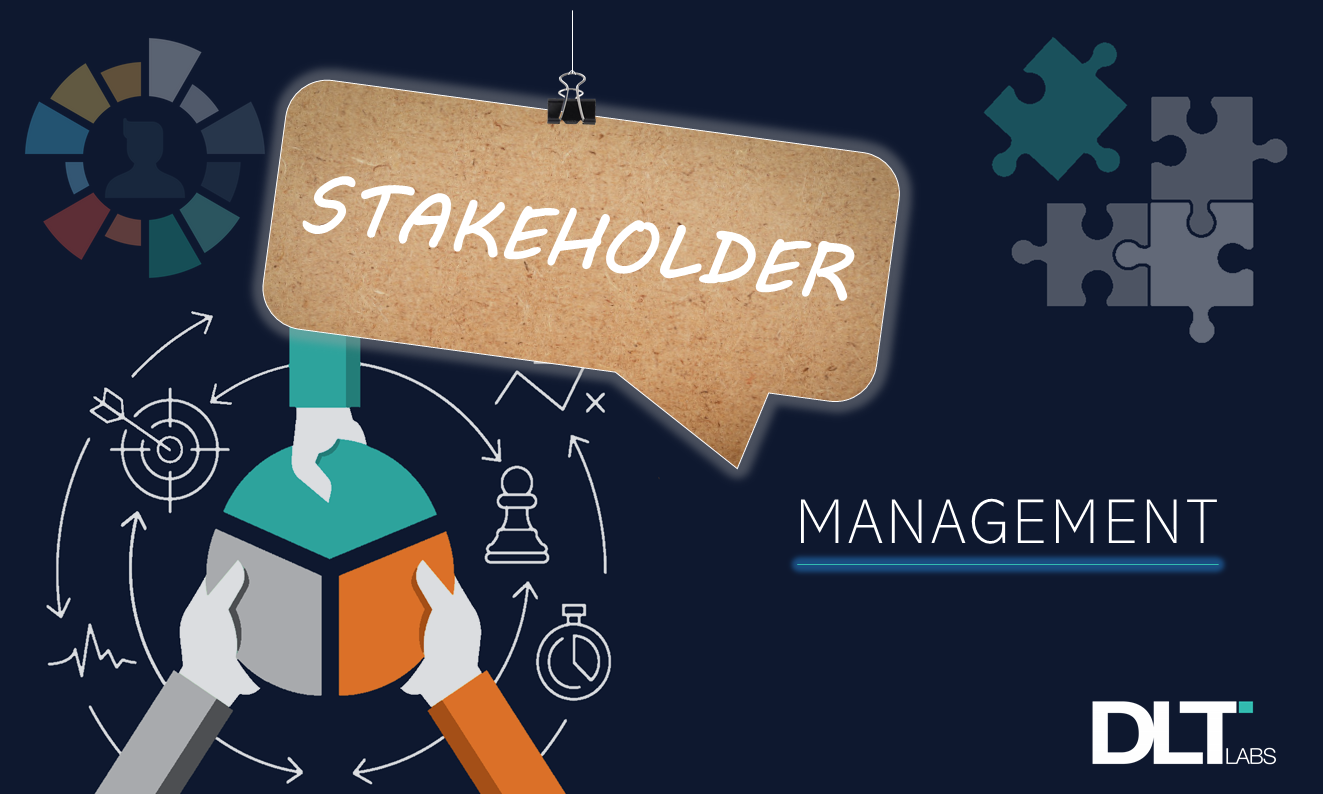 STAKEHOLDER
MANAGEMENT
DLT
LABS